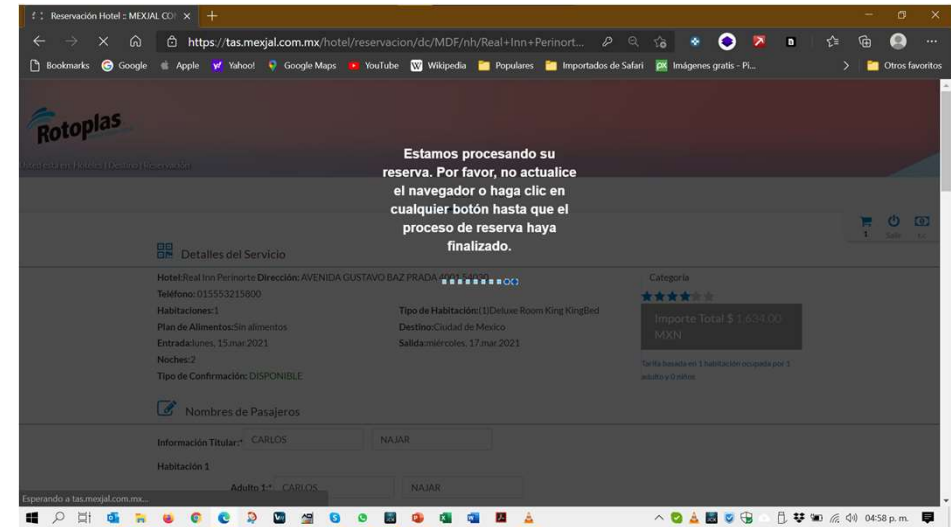 Reservación Hotel :: MEXJAL CO
https://tas.mexjal.com.mx/hotel/reservacion/dc/MDF/nh/Real+Inn+Perinort...
Bookmarks Google Apple Yahoo! Google Maps YouTube Wikipedia Populares Importados de Safari Imágenes gratis - Pi... Otros favoritos
Rotoplas
Estamos procesando su
reserva. Por favor, no actualice
el navegador o haga clic en
cualquier botón hasta que el
proceso de reserva haya
finalizado.
1 Salir
Detalles del Servicio
Hotel:Real Inn Perinorte Dirección: AVENIDA GUSTAVO BAZ PRADA 4001 54030
Categoria
Teléfono: 015553215800
Habitaciones:1 Tipo de Habitación:(1)Deluxe Room King KingBed
Importe Total $ 1,604.00
MXN
Plan de Alimentos:Sin alimentos Destino:Ciudad de Mexico
Entrada:lunes, 15.mar.2021 Salida:miércoles, 17.mar.2021
Noches:2
Tarifa basada en 1 habitación ocupada por 1
adulto y 0 niños
Tipo de Confirmación: DISPONIBLE
Nombres de Pasajeros
Información Titular:* CARLOS NAJAR
Habitación 1
Adulto 1:* CARLOS NAJAR
Esperando a tas.mexjal.com.mx...
04:58 p. m.